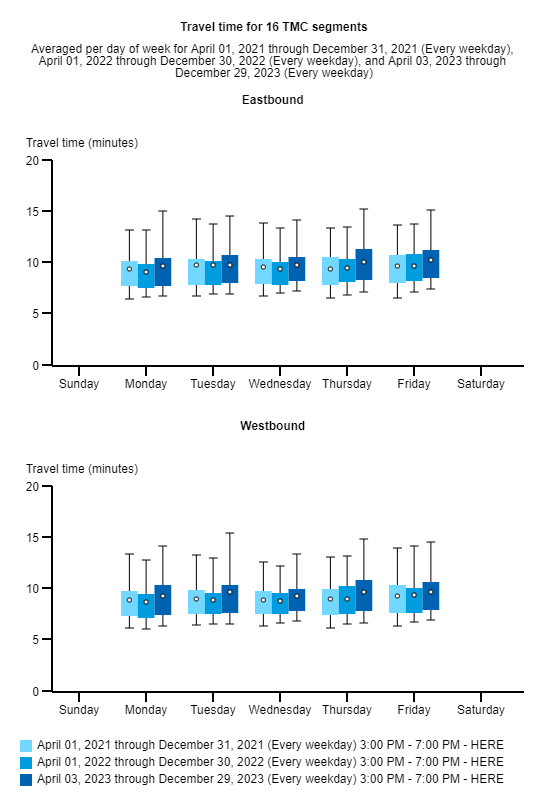 Travel time for 16 TMC segments
Averaged per day of week for April 01, 2021 through December 31, 2021 (Every weekday),
April 01, 2022 through December 30, 2022 (Every weekday), and April 03, 2023 through
December 29, 2023 (Every weekday)
Eastbound
Travel time (minutes)
20
15
10
5
0
Sunday Monday Tuesday Wednesday Thursday Friday Saturday
Westbound
Travel time (minutes)
20
15
10
5
0
Sunday Monday Tuesday Wednesday Thursday Friday Saturday
April 01, 2021 through December 31, 2021 (Every weekday) 3:00 PM - 7:00 PM - HERE
April 01, 2022 through December 30, 2022 (Every weekday) 3:00 PM - 7:00 PM - HERE
April 03, 2023 through December 29, 2023 (Every weekday) 3:00 PM - 7:00 PM - HERE